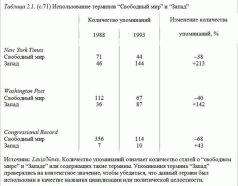 Таблица 2.1. (с.71) Использование терминов "Свободный мир" и "Запад"
Количество упоминаний
Изменение количества
1988 1993 упоминаний, %
New York Times
Свободный мир 71 44 -38
Запад 46 144 +213
Washington Post
Свободный мир 112 67 -40
Запад 36 87 +142
Congressional Record
Свободный мир 356 114 -68
Запад 7 10 +43
Источник: LexisNews. Количество упоминаний означает количество статей о "свободном
мире" и "Западе" или содержащих такие термины. Упоминания термина "Запад"
проверялись на контекстное значение, чтобы убедиться, что данный термин был
использован в качестве названия цивилизации или политической целостности.